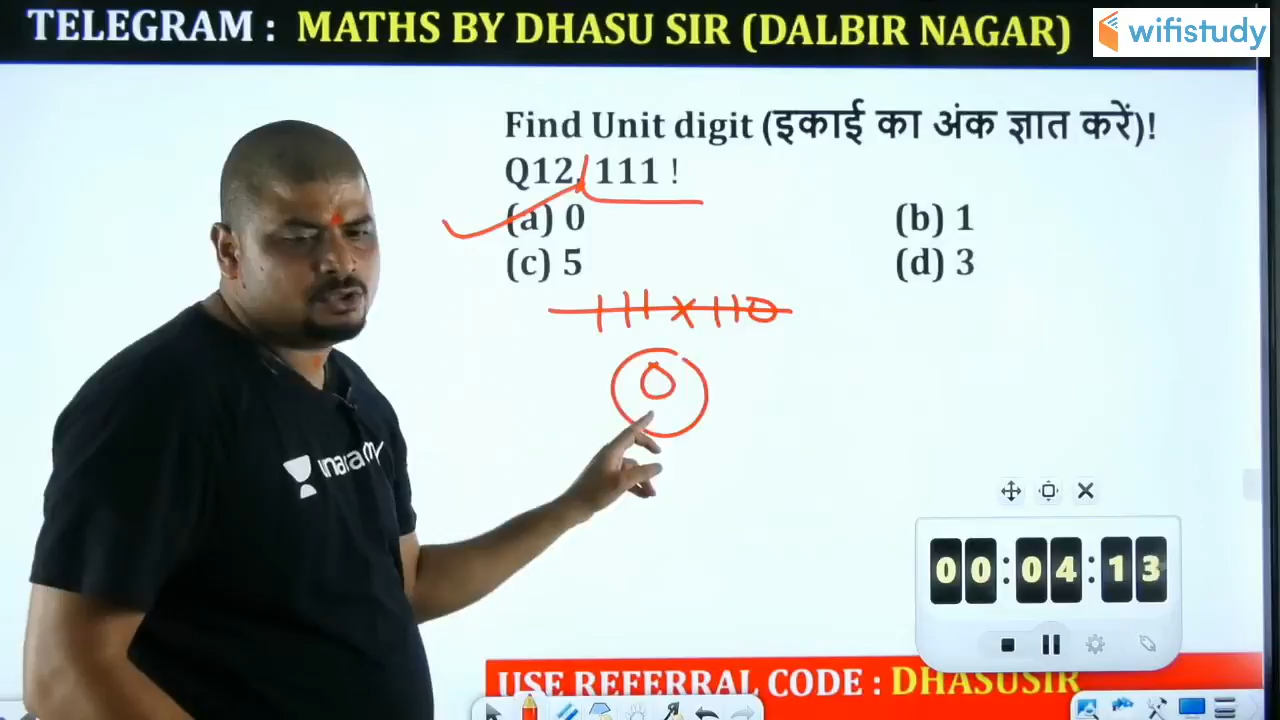 TELEGRAM : MATHS BY DHASU SIR (DALBIR NAGAR)
wifistudy
Find Unit digit (इकाई का अंक ज्ञात करें)!
Q12. 111 !
(a) 0 (b) 1
(c) 5 (d) 3
111 × 110
0
unacademy
00:04:13
USE REFERRAL CODE : DHASUSIR